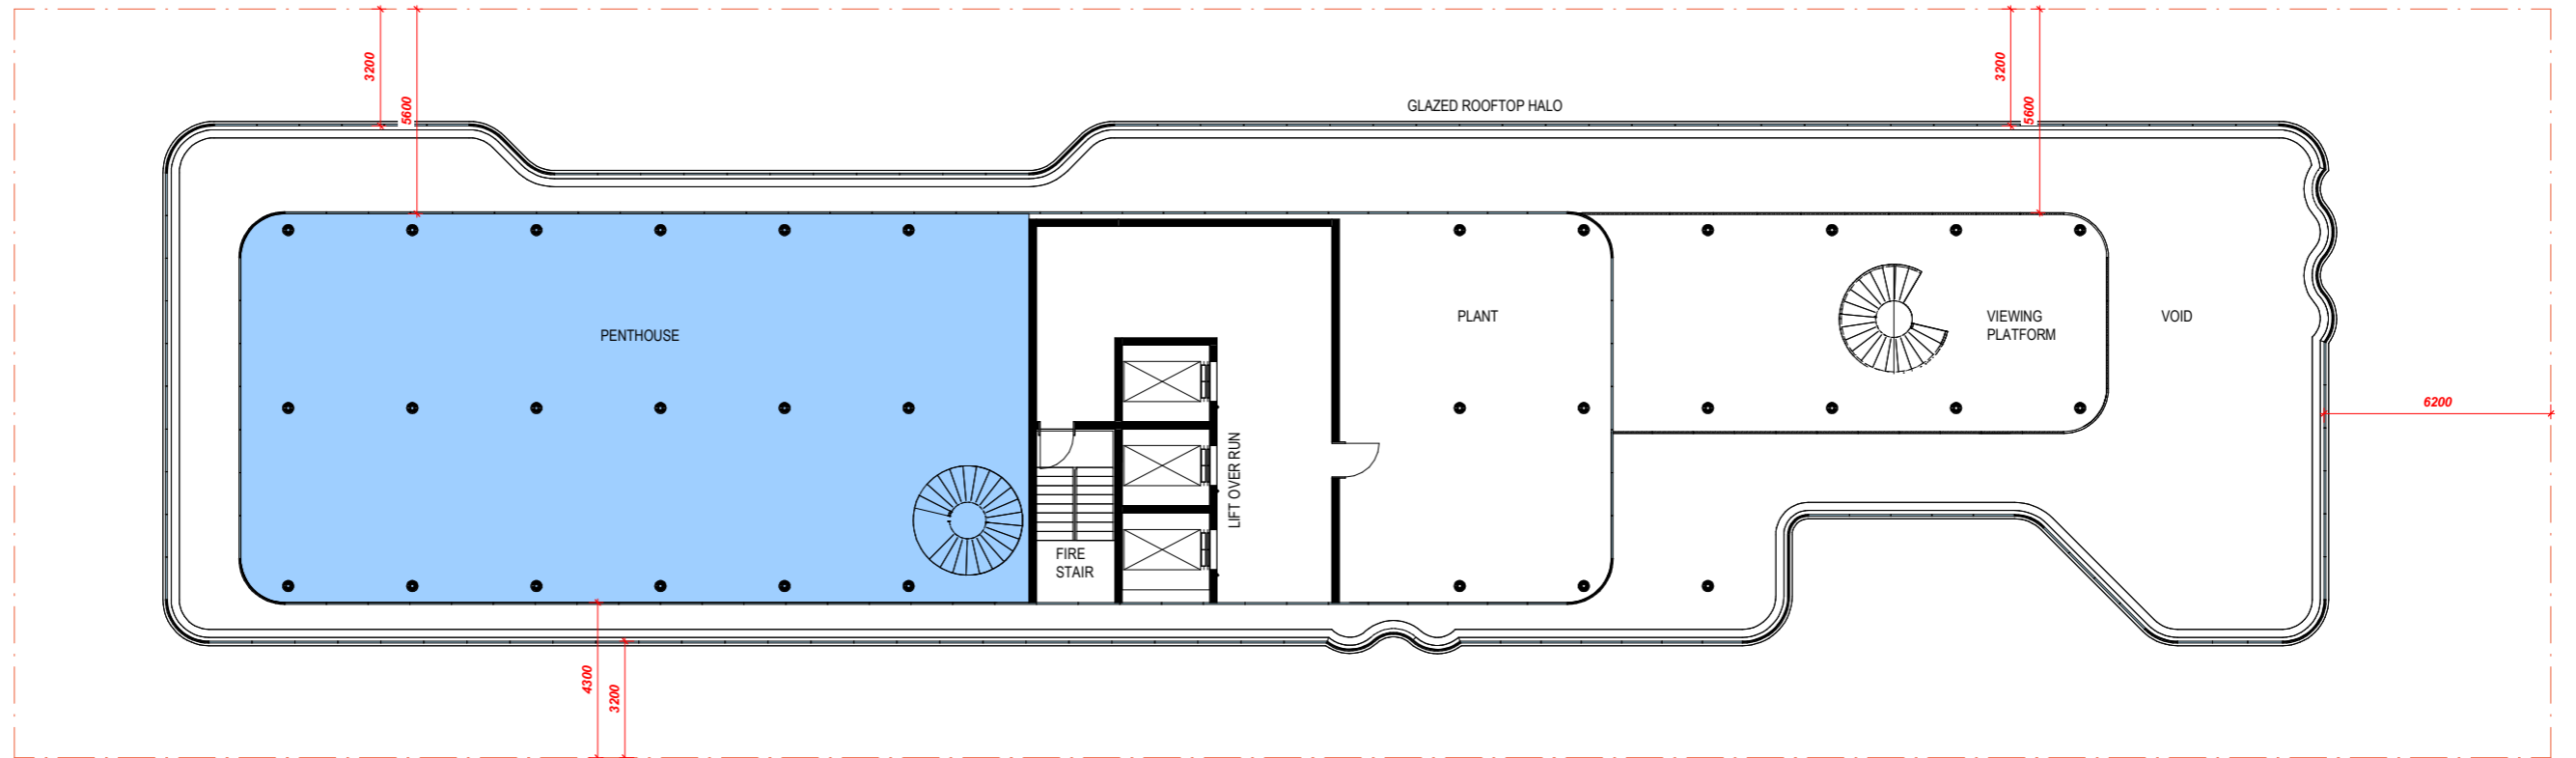 3200
5600
3200
5600
GLAZED ROOFTOP HALO
PENTHOUSE
PLANT
VIEWING
PLATFORM
VOID
6200
LIFT OVER RUN
FIRE
STAIR
4300
3200